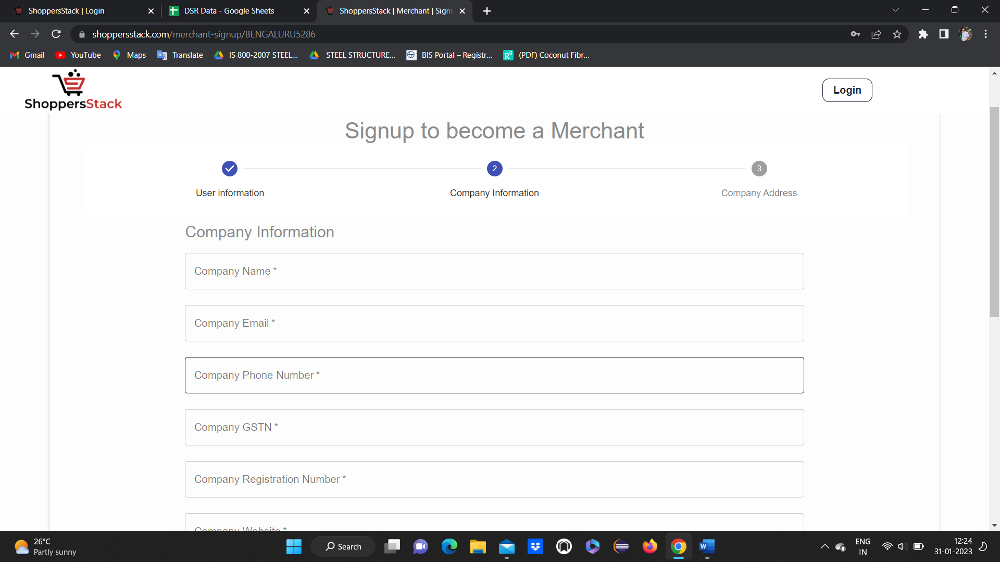 ShoppersStack | Login
DSR Data - Google Sheets
ShoppersStack | Merchant | Signu
shoppersstack.com/merchant-signup/BENGALURU5286
Gmail
YouTube
Maps
Translate
IS 800-2007 STEEL...
STEEL STRUCTURE...
BIS Portal – Registr...
(PDF) Coconut Fibr...
ShoppersStack
Login
Signup to become a Merchant
2
3
User information
Company Information
Company Address
Company Information
Company Name *
Company Email *
Company Phone Number *
Company GSTN *
Company Registration Number *
Company Website *
26°C
Partly sunny
Search
ENG
IN
12:24
31-01-2023